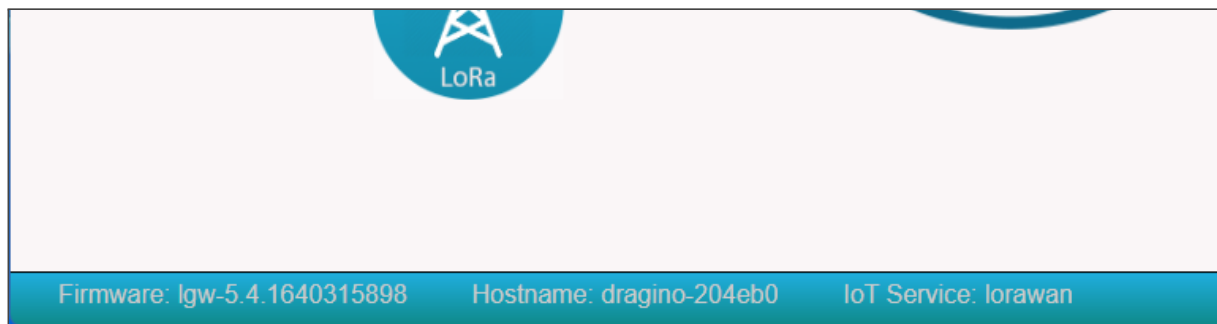 LoRa
Firmware: lgw-5.4.1640315898 Hostname: dragino-204eb0 IoT Service: lorawan